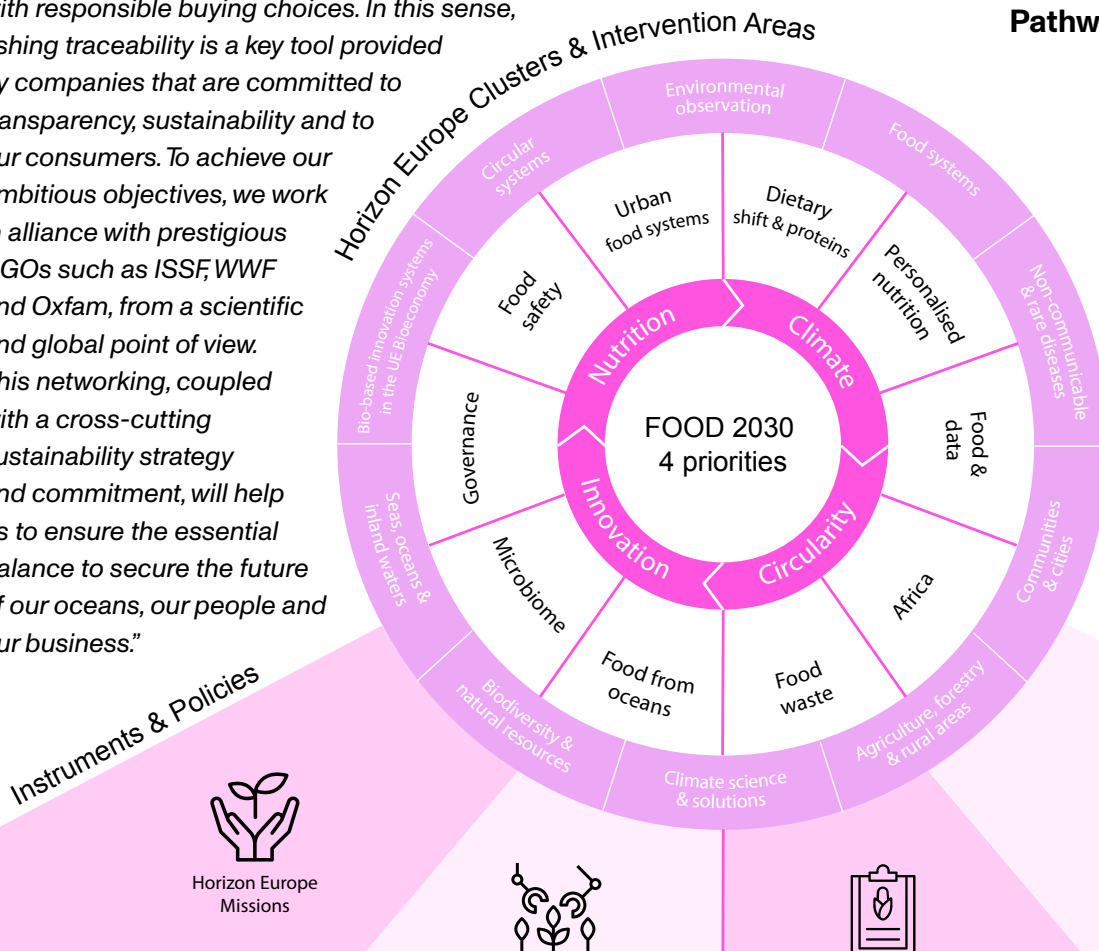 ith responsible buying choices. In this sense,
shing traceability is a key tool provided
y companies that are committed to
ransparency, sustainability and to
ur consumers. To achieve our
mbitious objectives, we work
n alliance with prestigious
GOs such as ISSF, WWF
nd Oxfam, from a scientific
nd global point of view.
his networking, coupled
ith a cross-cutting
ustainability strategy
nd commitment, will help
s to ensure the essential
alance to secure the future
f our oceans, our people and
ur business.”
Pathw
Horizon Europe Clusters & Intervention Areas
Environmental
observation
Food systems
Non-communicable
& rare diseases
Communities
& cities
Agriculture, forestry
& rural areas
Climate science
& solutions
Biodiversity &
natural resources
Seas, oceans &
inland waters
Bio-based innovation systems
in the UE Bioeconomy
Circular
systems
Urban
food systems
Dietary
shift & proteins
Personalised
nutrition
Food &
data
Africa
Food
waste
Food from
oceans
Microbiome
Governance
Food
safety
Nutrition
Climate
Circularity
Innovation
FOOD 2030
4 priorities
Instruments & Policies
Horizon Europe
Missions